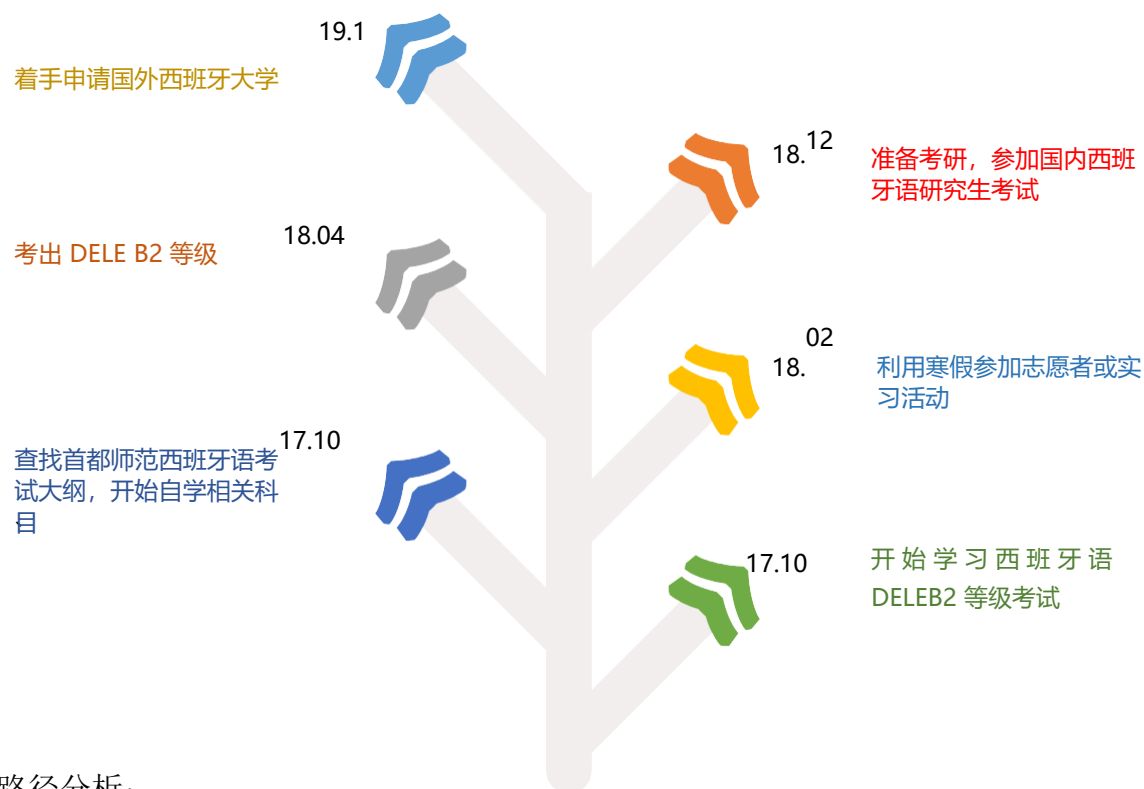 19.1
着手申请国外西班牙大学
18.12
准备考研，参加国内西班
牙语研究生考试
18.04
考出 DELE B2 等级
18.02
利用寒假参加志愿者或实
习活动
17.10
查找首都师范西班牙语考
试大纲，开始自学相关科
目
17.10
开始学习西班牙语
DELEB2 等级考试
路径分析：